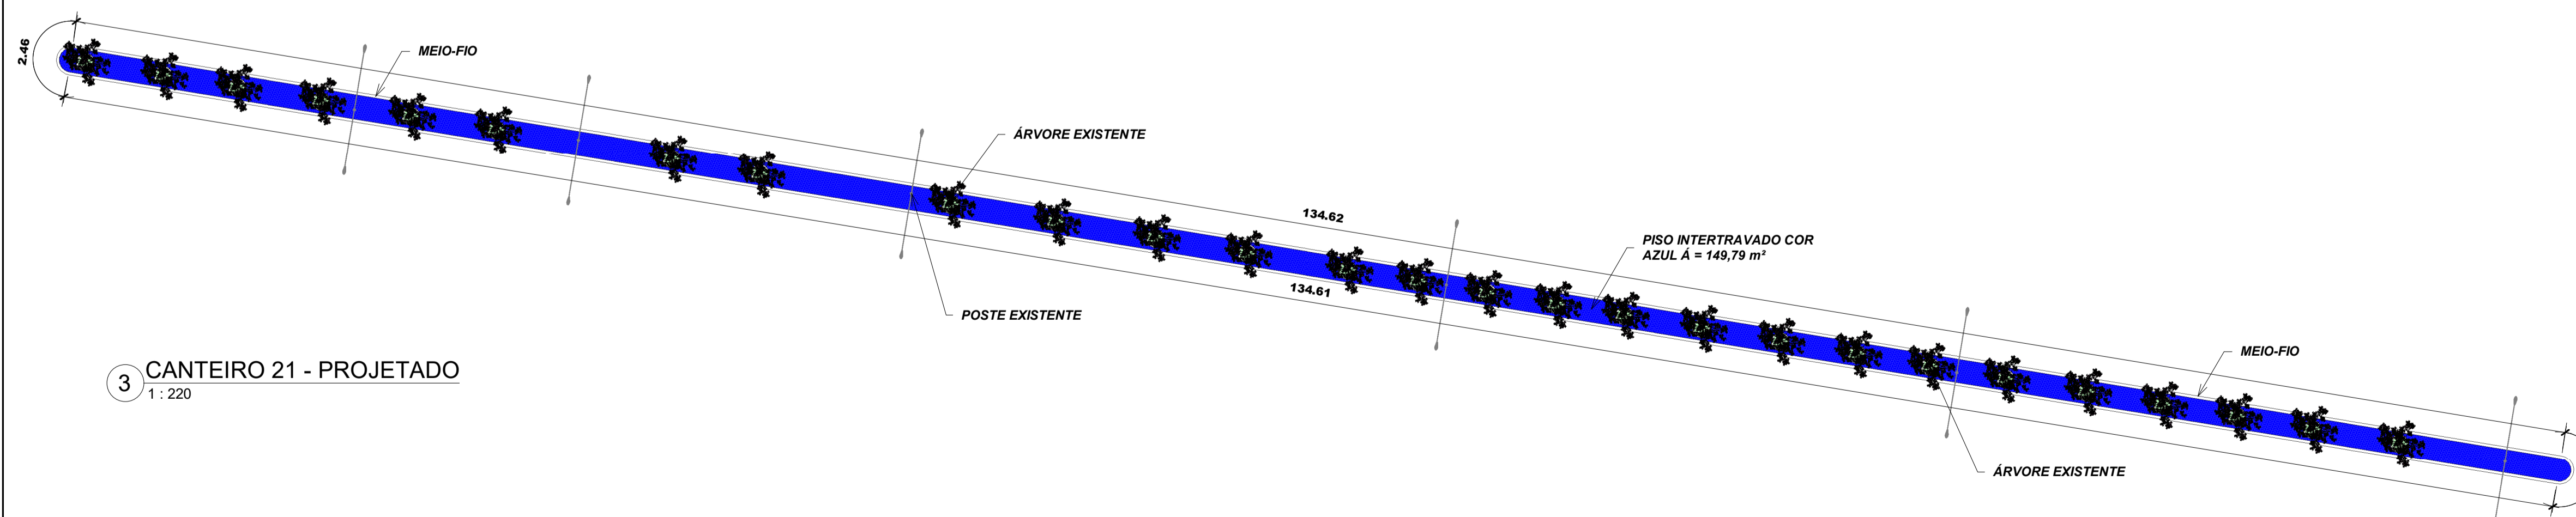 2.46
MEIO-FIO
ÁRVORE EXISTENTE
134.62
PISO INTERTRAVADO COR
AZUL Á = 149,79 m²
134.61
POSTE EXISTENTE
MEIO-FIO
3 CANTEIRO 21 - PROJETADO
1 : 220
ÁRVORE EXISTENTE